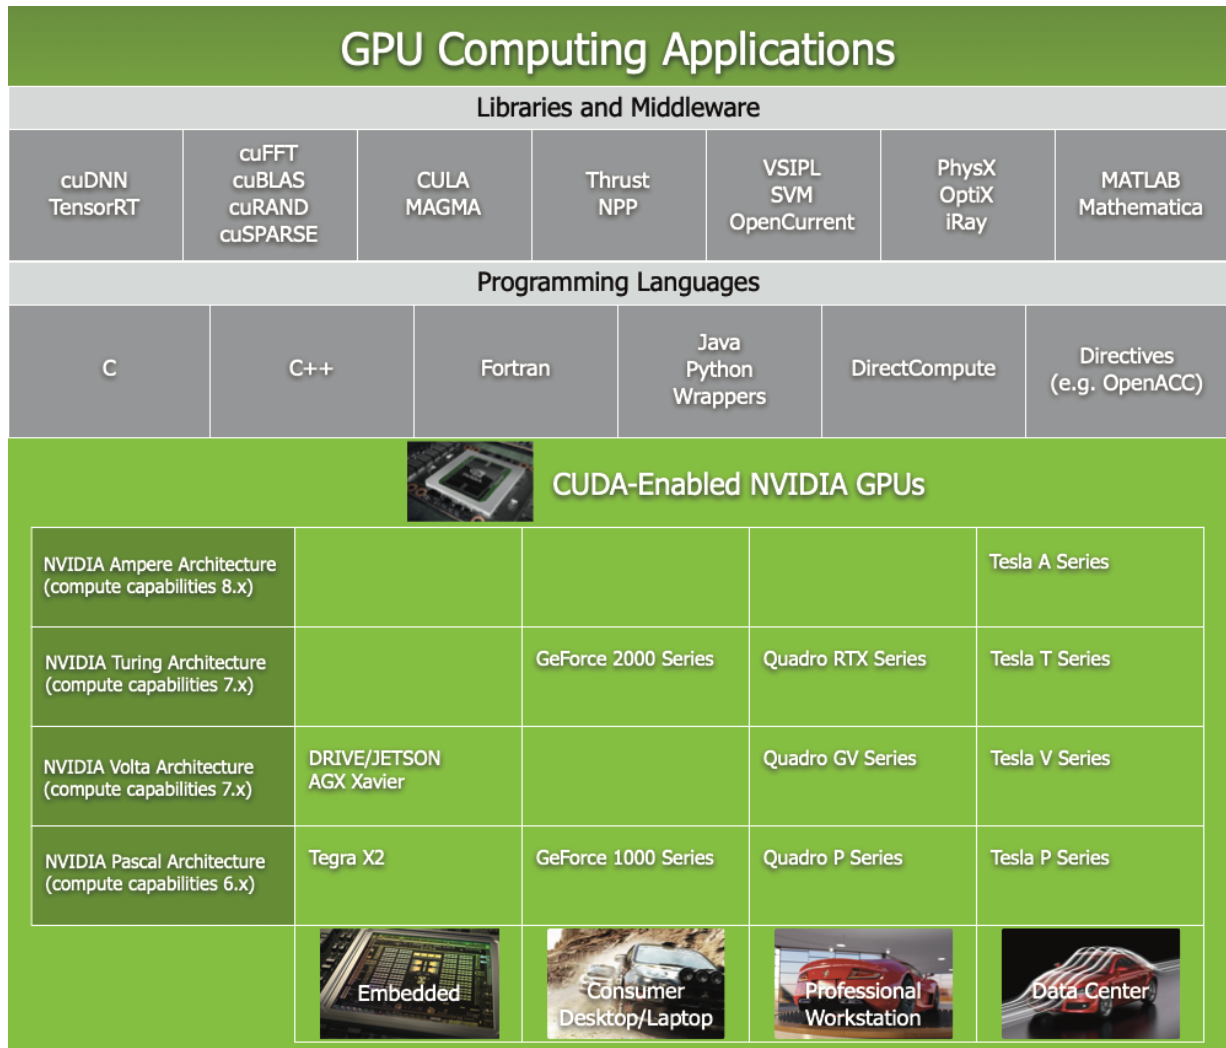 GPU Computing Applications
Libraries and Middleware
cuDNN
TensorRT
cuFFT
cuBLAS
cuRAND
cuSPARSE
CULA
MAGMA
Thrust
NPP
VSIPL
SVM
OpenCurrent
PhysX
OptiX
iRay
MATLAB
Mathematica
Programming Languages
C
C++
Fortran
Java
Python
Wrappers
DirectCompute
Directives
(e.g. OpenACC)
CUDA-Enabled NVIDIA GPUs
NVIDIA Ampere Architecture
(compute capabilities 8.x)
Tesla A Series
NVIDIA Turing Architecture
(compute capabilities 7.x)
GeForce 2000 Series
Quadro RTX Series
Tesla T Series
NVIDIA Volta Architecture
(compute capabilities 7.x)
DRIVE/JETSON
AGX Xavier
Quadro GV Series
Tesla V Series
NVIDIA Pascal Architecture
(compute capabilities 6.x)
Tegra X2
GeForce 1000 Series
Quadro P Series
Tesla P Series
Embedded
Consumer
Desktop/Laptop
Professional
Workstation
Data Center